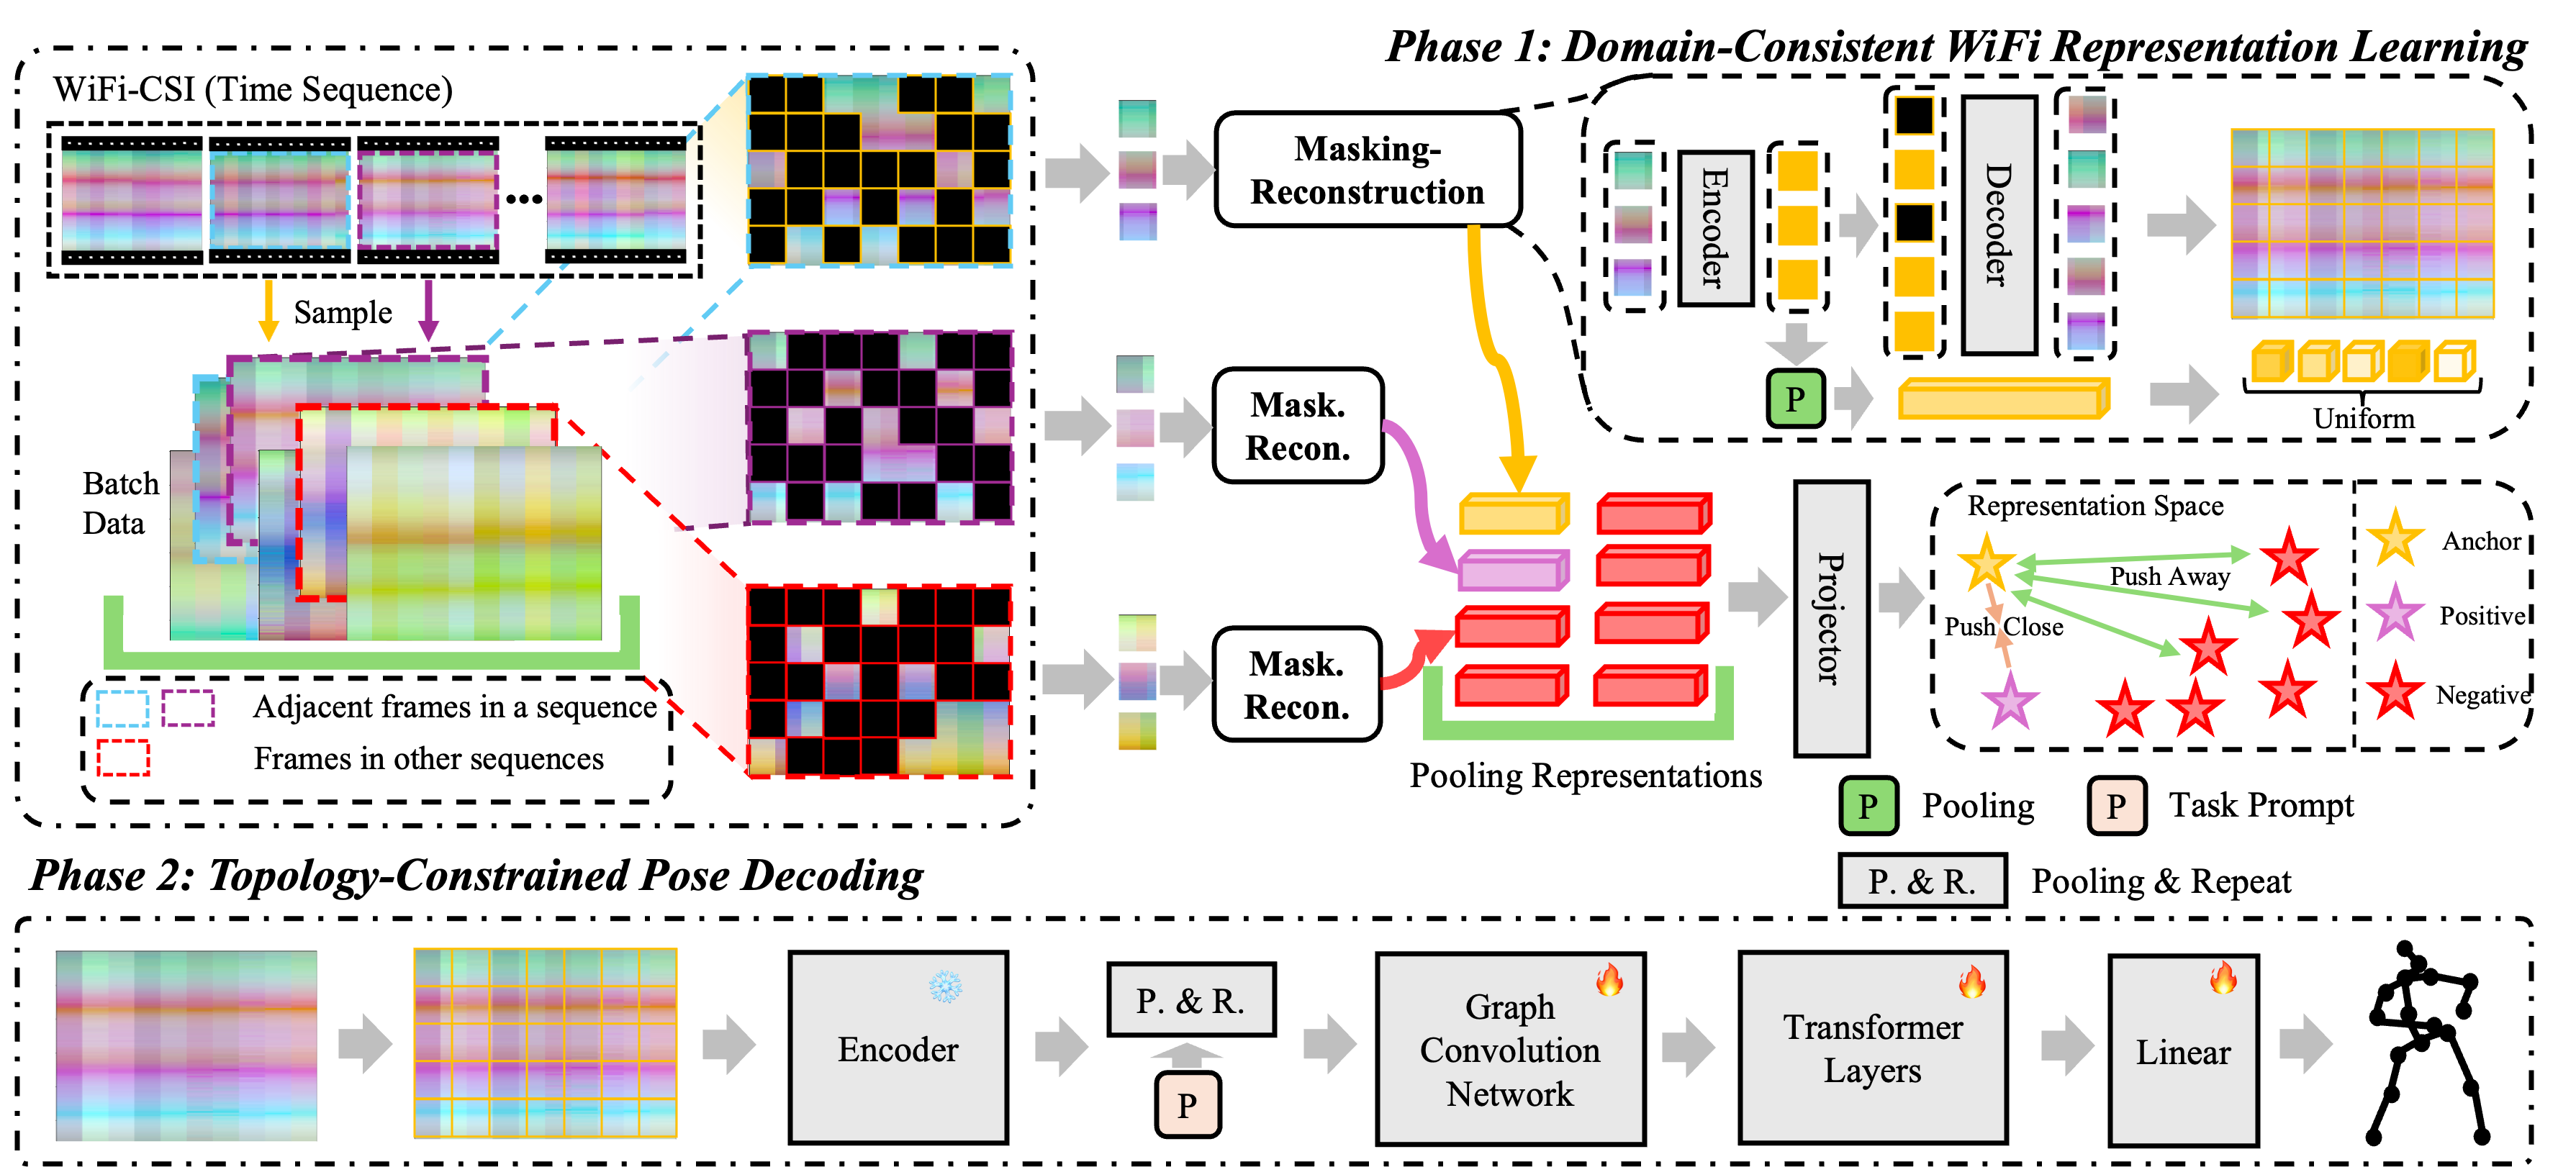 Phase 1: Domain-Consistent WiFi Representation Learning
WiFi-CSI (Time Sequence)
Sample
Batch
Data
Adjacent frames in a sequence
Frames in other sequences
Masking-
Reconstruction
Mask.
Recon.
Mask.
Recon.
Encoder
Decoder
P
Uniform
Pooling Representations
Projector
Representation Space
Push Away
Push Close
Anchor
Positive
Negative
P
Pooling
P
Task Prompt
P. & R.
Pooling & Repeat
Phase 2: Topology-Constrained Pose Decoding
Encoder
P. & R.
P
Graph
Convolution
Network
Transformer
Layers
Linear